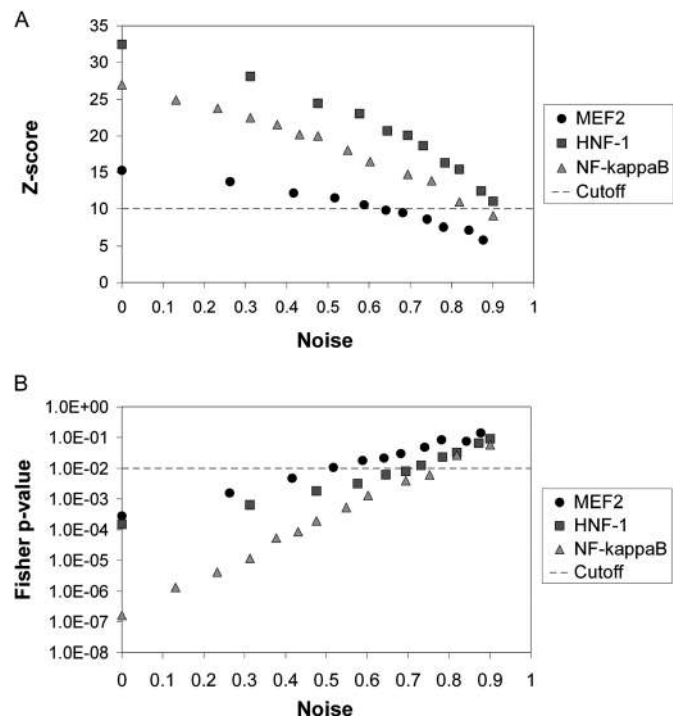 A
35
30
25
20
15
10
5
0
Z-score
0 0.1 0.2 0.3 0.4 0.5 0.6 0.7 0.8 0.9 1
Noise
MEF2
HNF-1
NF-kappaB
Cutoff
B
1.0E+00
1.0E-01
1.0E-02
1.0E-03
1.0E-04
1.0E-05
1.0E-06
1.0E-07
1.0E-08
Fisher p-value
0 0.1 0.2 0.3 0.4 0.5 0.6 0.7 0.8 0.9 1
Noise
MEF2
HNF-1
NF-kappaB
Cutoff